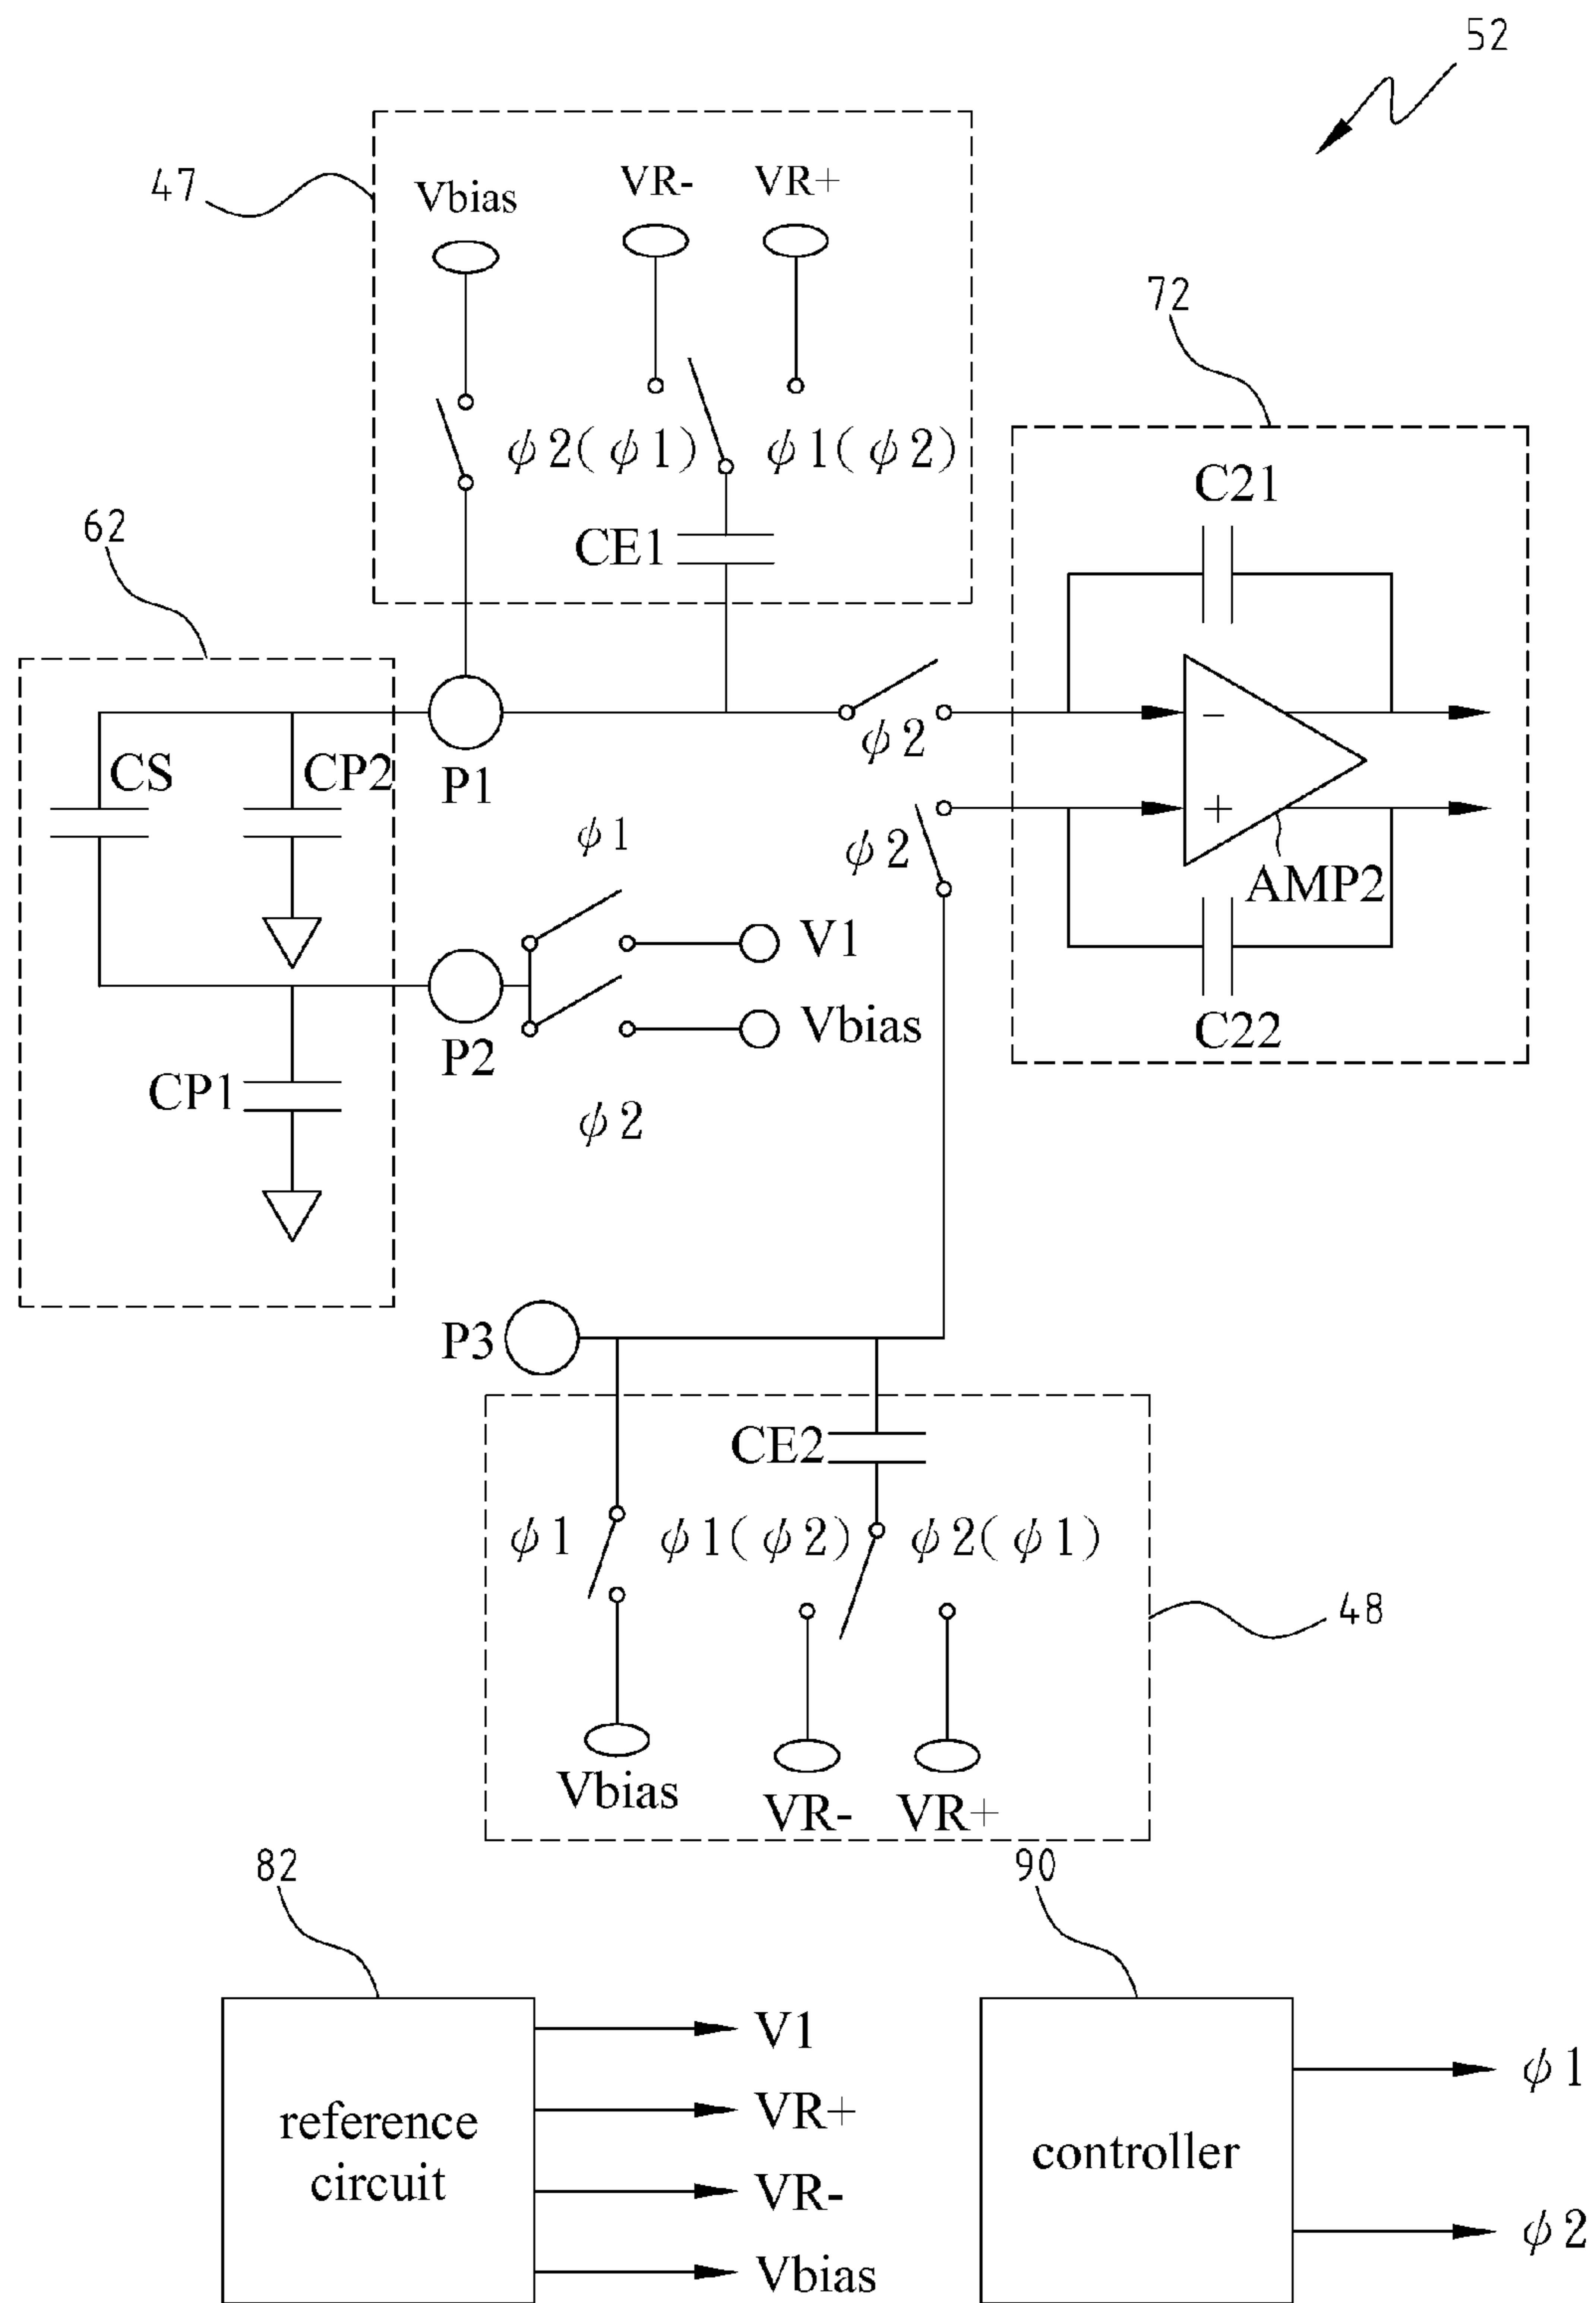 52
47
Vbias
VR-
VR+
72
ϕ2(ϕ1)
ϕ1(ϕ2)
C21
62
CE1
CS
CP2
P1
ϕ2
−
+
ϕ1
ϕ2
AMP2
V1
P2
Vbias
C22
CP1
ϕ2
P3
CE2
ϕ1
ϕ1(ϕ2)
ϕ2(ϕ1)
48
Vbias
VR-
VR+
82
90
V1
VR+
VR-
Vbias
reference
circuit
controller
ϕ1
ϕ2